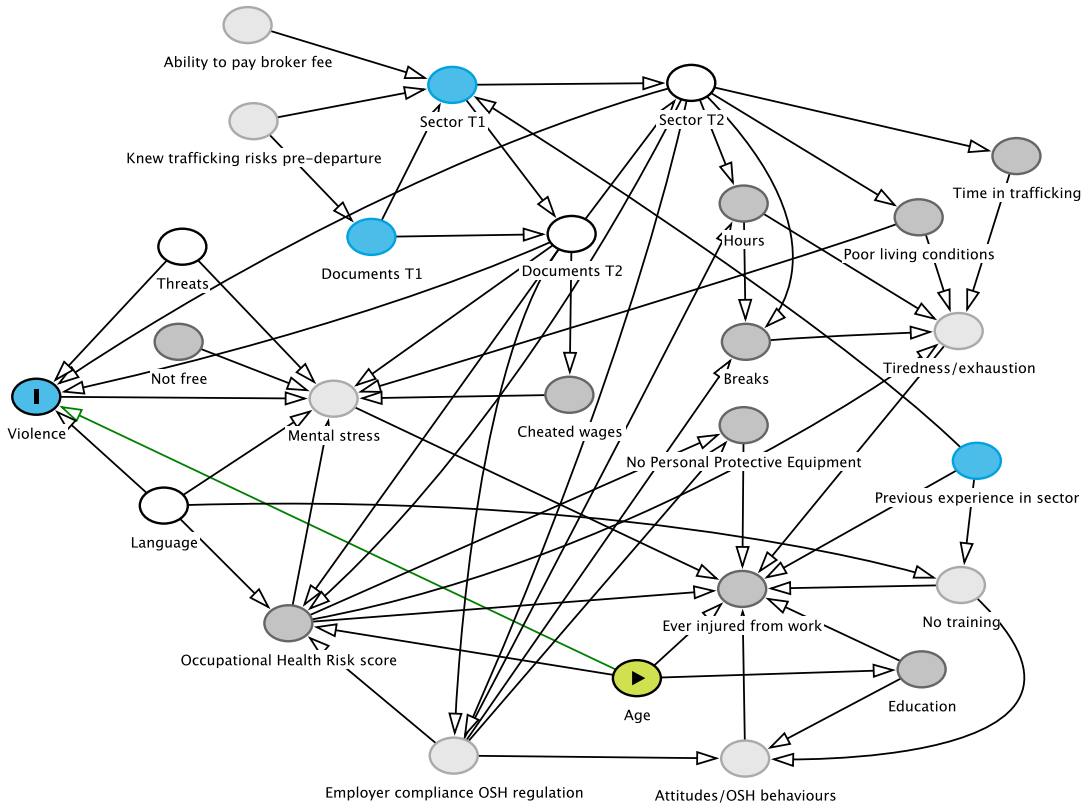 Ability to pay broker fee
Sector T1
Sector T2
Knew trafficking risks pre-departure
Time in trafficking
Hours
Poor living conditions
Documents T1
Documents T2
Threats
Not free
Breaks
Tiredness/exhaustion
Violence
Mental stress
Cheated wages
No Personal Protective Equipment
Previous experience in sector
Language
Ever injured from work
No training
Occupational Health Risk score
Age
Education
Employer compliance OSH regulation
Attitudes/OSH behaviours